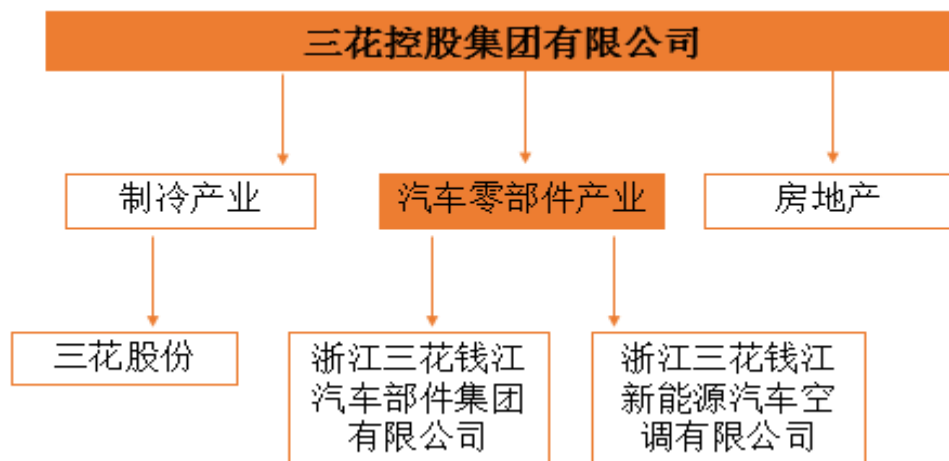 三花控股集团有限公司
制冷产业
汽车零部件产业
房地产
三花股份
浙江三花钱江
汽车部件集团
有限公司
浙江三花钱江
新能源汽车空
调有限公司